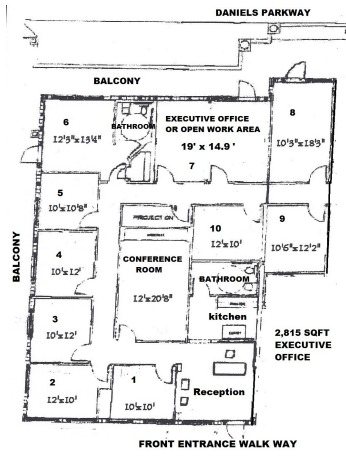 DANIELS PARKWAY
BALCONY
6
12'5"x15'4"
BATHROOM
EXECUTIVE OFFICE
OR OPEN WORK AREA
19' x 14.9 '
7
8
10'5"x18'5"
5
10'x10'8"
PROJECTION
4
10'x12'
CONFERENCE
ROOM
12'x20'8"
10
12'x10'
9
10'6"x12'2"
BALCONY
BATHROOM
kitchen
3
10'x12'
2,815 SQFT
EXECUTIVE
OFFICE
2
12'x10'
1
10'x10'
Reception
FRONT ENTRANCE WALK WAY